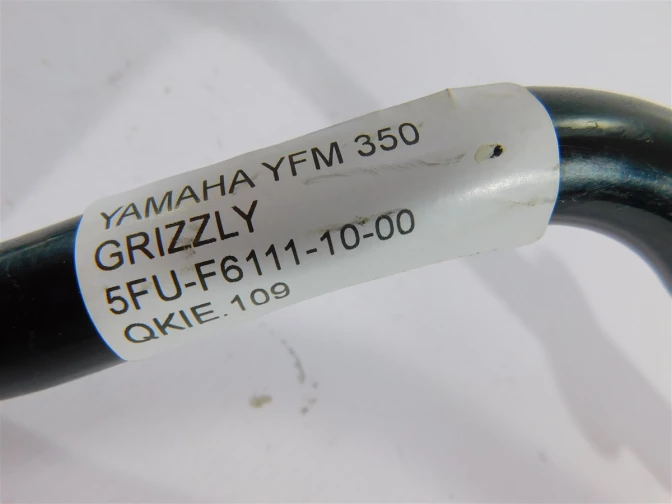 YAMAHA YFM 350
GRIZZLY
5FU-F6111-10-00
QKIE.109